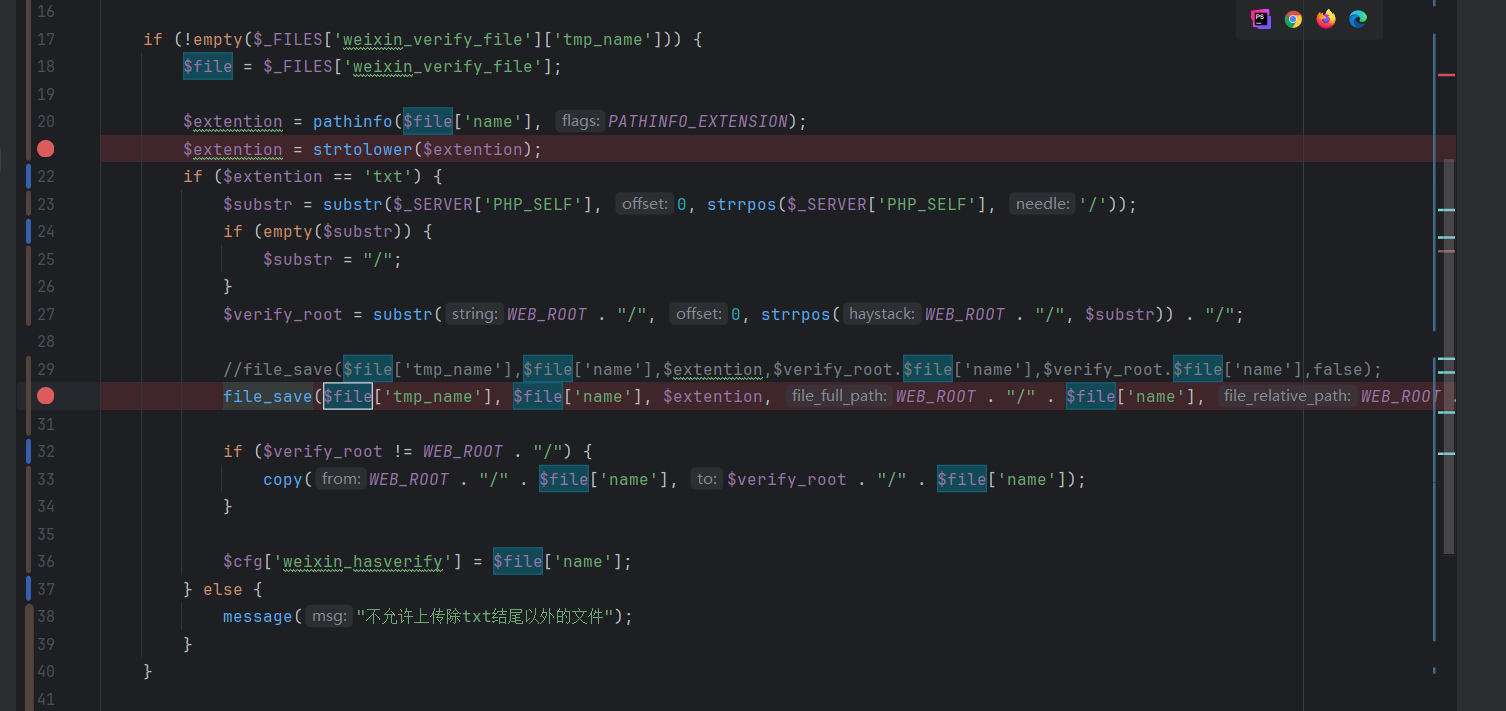 16
17 if (!empty($_FILES['weixin_verify_file']['tmp_name'])) {
18 $file = $_FILES['weixin_verify_file'];
19
20 $extention = pathinfo($file['name'], flags: PATHINFO_EXTENSION);
$extention = strtolower($extention);
22 if ($extention == 'txt') {
23 $substr = substr($_SERVER['PHP_SELF'], offset: 0, strrpos($_SERVER['PHP_SELF'], needle: '/'));
24 if (empty($substr)) {
25 $substr = "/";
26 }
27 $verify_root = substr( string: WEB_ROOT . "/", offset: 0, strrpos( haystack: WEB_ROOT . "/", $substr)) . "/";
28
29 //file_save($file['tmp_name'],$file['name'],$extention,$verify_root.$file['name'],$verify_root.$file['name'],false);
file_save($file['tmp_name'], $file['name'], $extention, file_full_path: WEB_ROOT . "/" . $file['name'], file_relative_path: WEB_ROOT .
31
32 if ($verify_root != WEB_ROOT . "/") {
33 copy( from: WEB_ROOT . "/" . $file['name'], to: $verify_root . "/" . $file['name']);
34 }
35
36 $cfg['weixin_hasverify'] = $file['name'];
37 } else {
38 message( msg: "不允许上传除txt结尾以外的文件");
39 }
40 }
41
PS